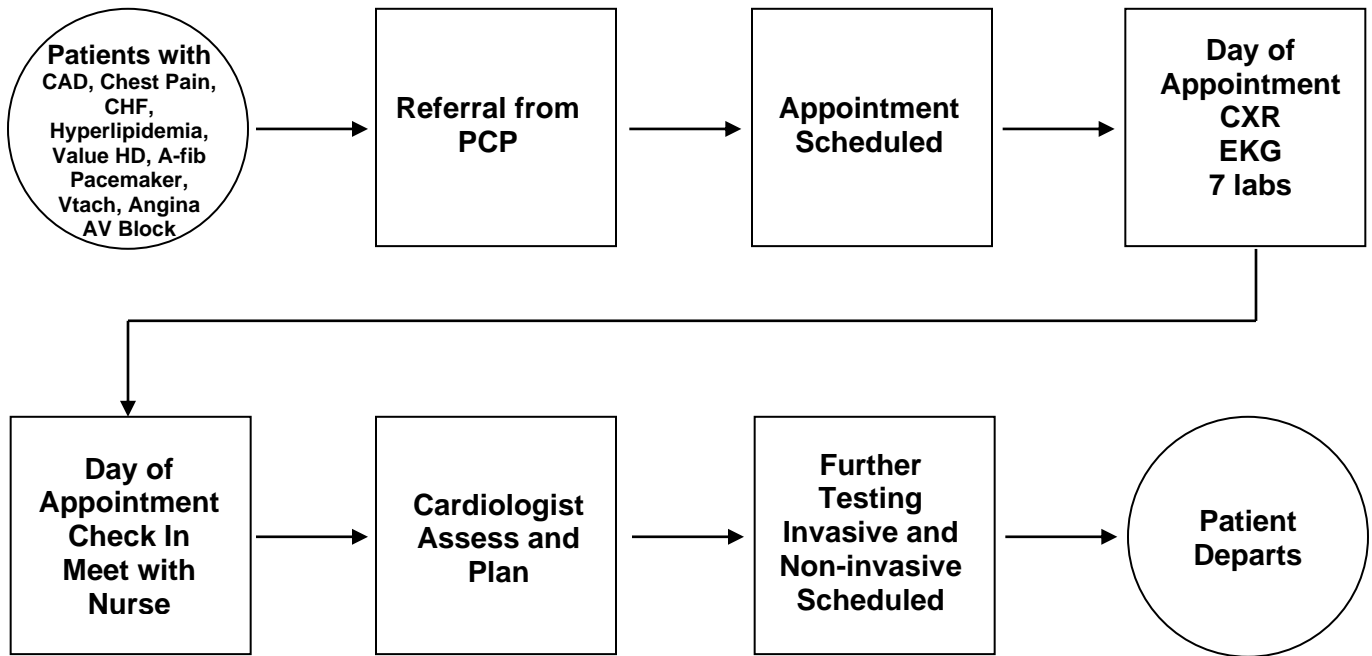 Patients with
CAD, Chest Pain,
CHF,
Hyperlipidemia,
Value HD, A-fib
Pacemaker,
Vtach, Angina
AV Block
Referral from
PCP
Appointment
Scheduled
Day of
Appointment
CXR
EKG
7 labs
Day of
Appointment
Check In
Meet with
Nurse
Cardiologist
Assess and
Plan
Further
Testing
Invasive and
Non-invasive
Scheduled
Patient
Departs